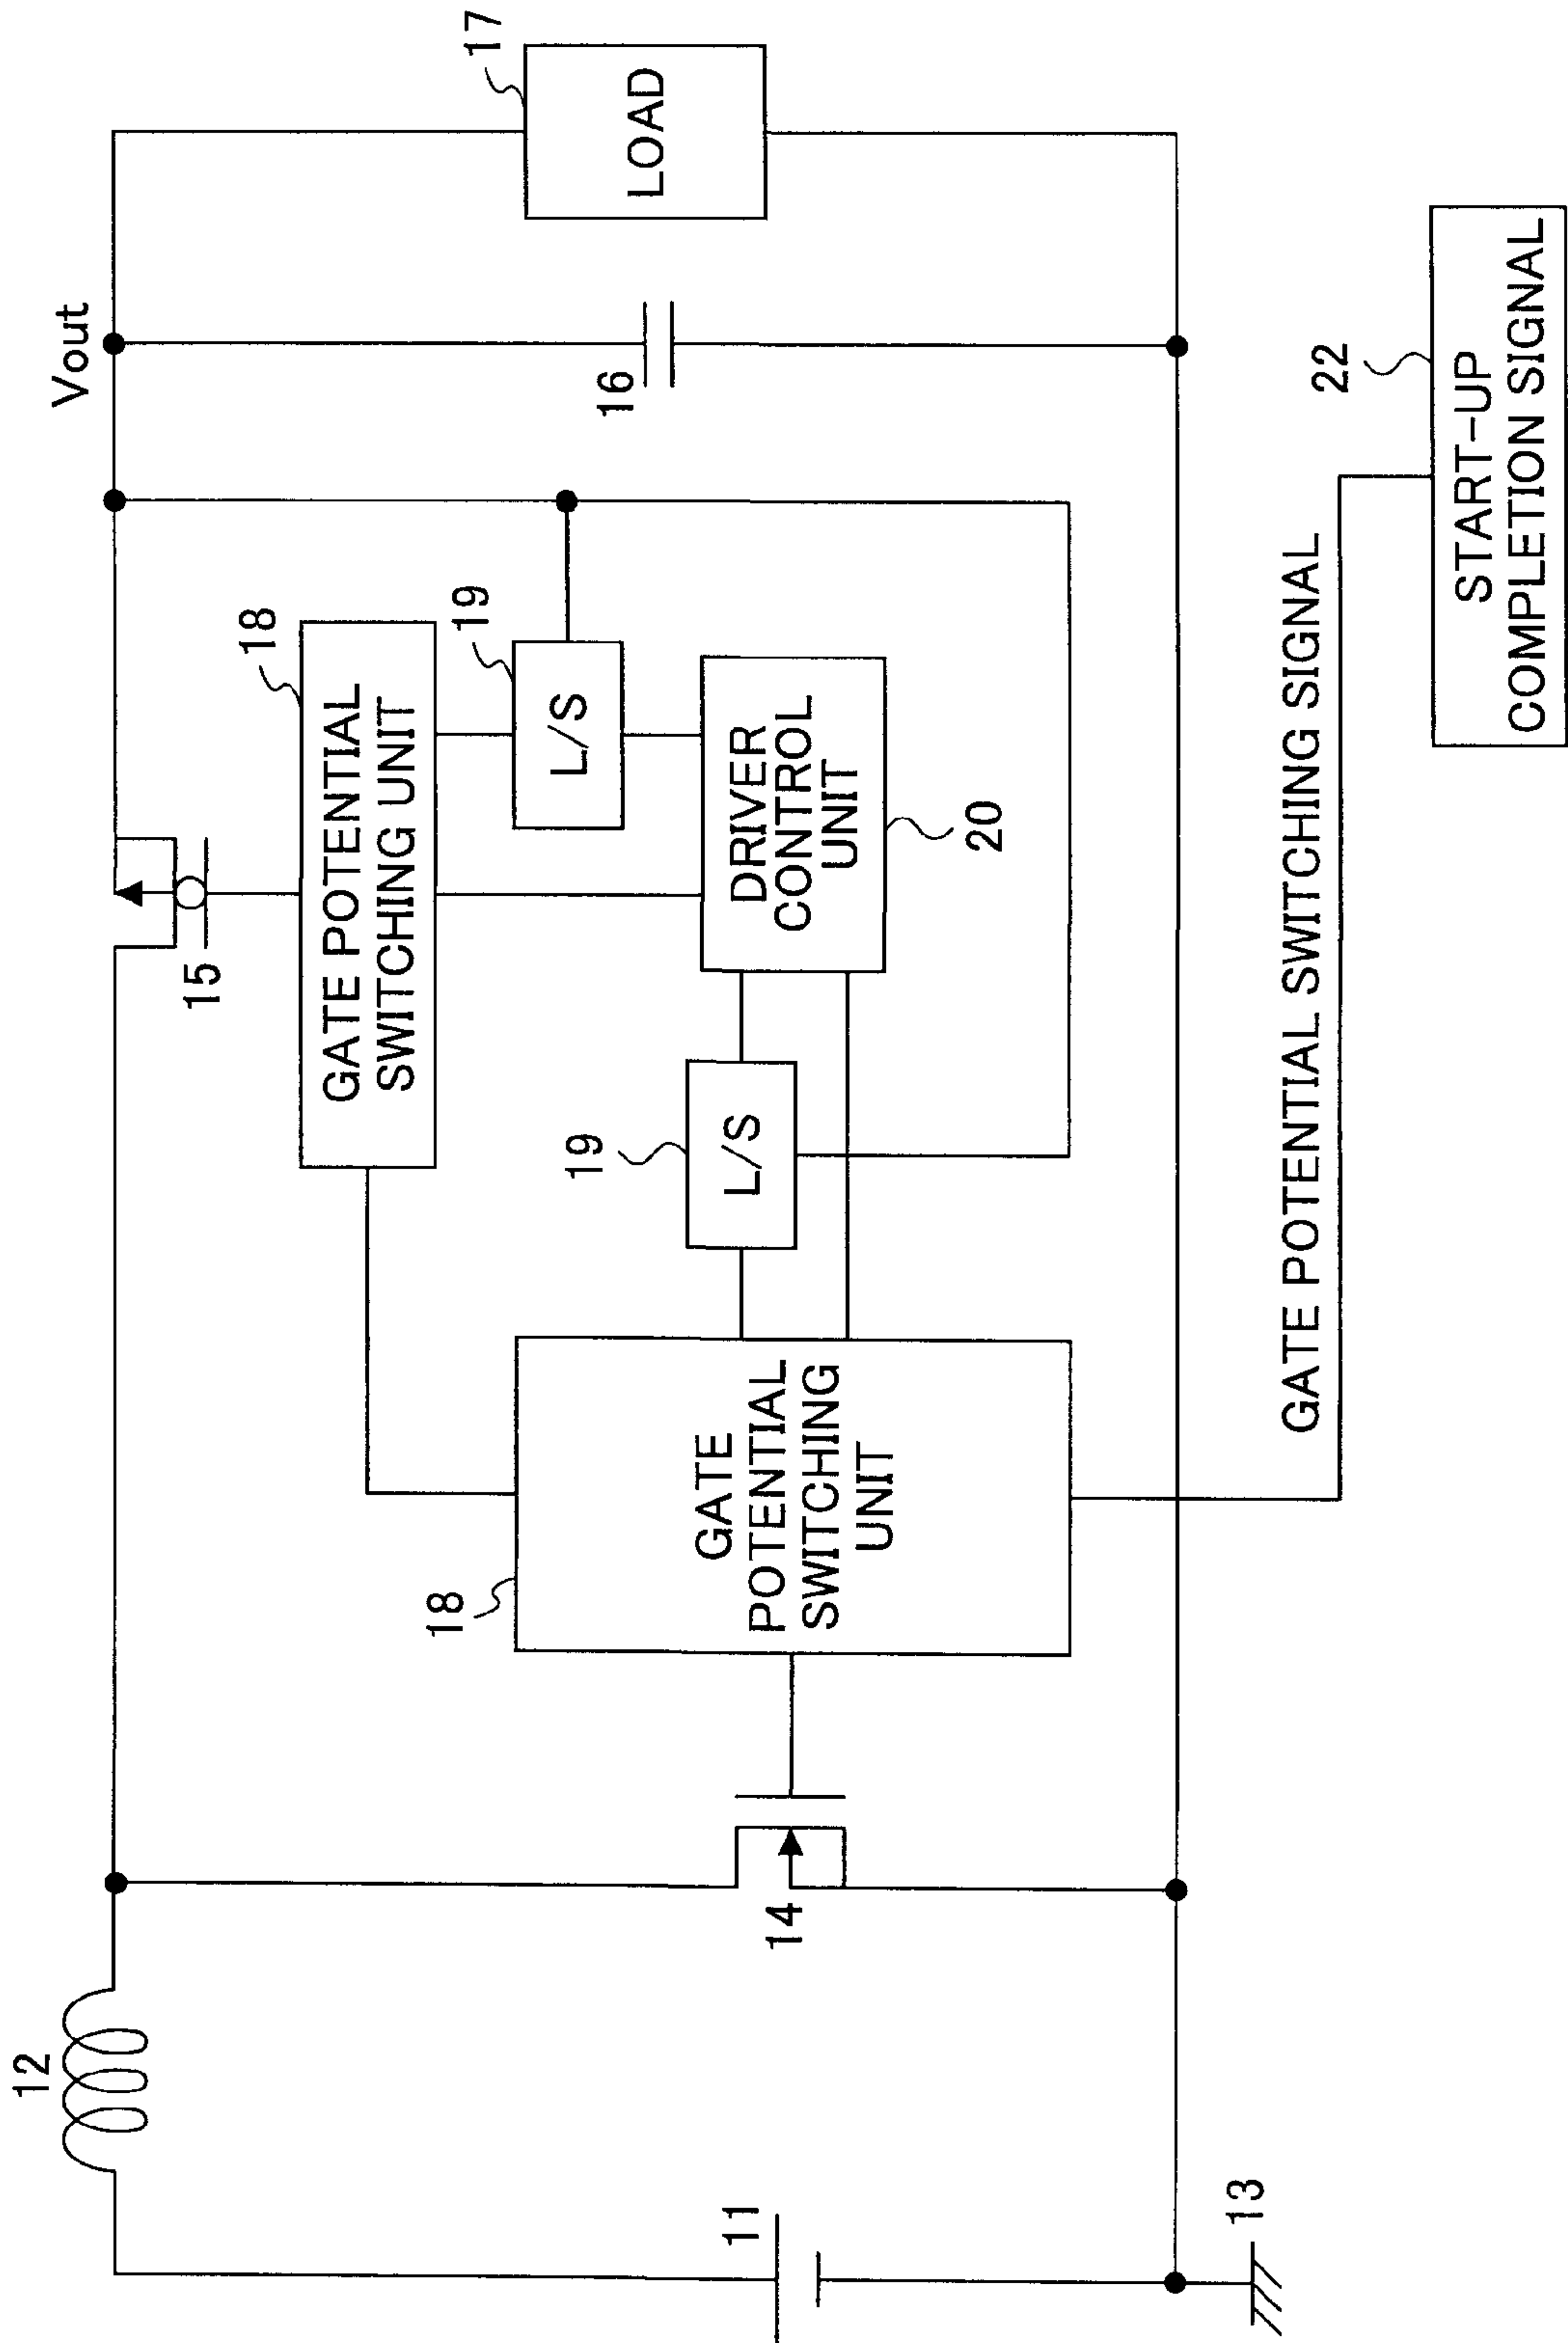 12
Vout
17
LOAD
15
18
GATE POTENTIAL
SWITCHING UNIT
19
L/S
16
11
14
18
GATE
POTENTIAL
SWITCHING
UNIT
19
L/S
DRIVER
CONTROL
UNIT
20
13
GATE POTENTIAL SWITCHING SIGNAL
22
START-UP
COMPLETION SIGNAL